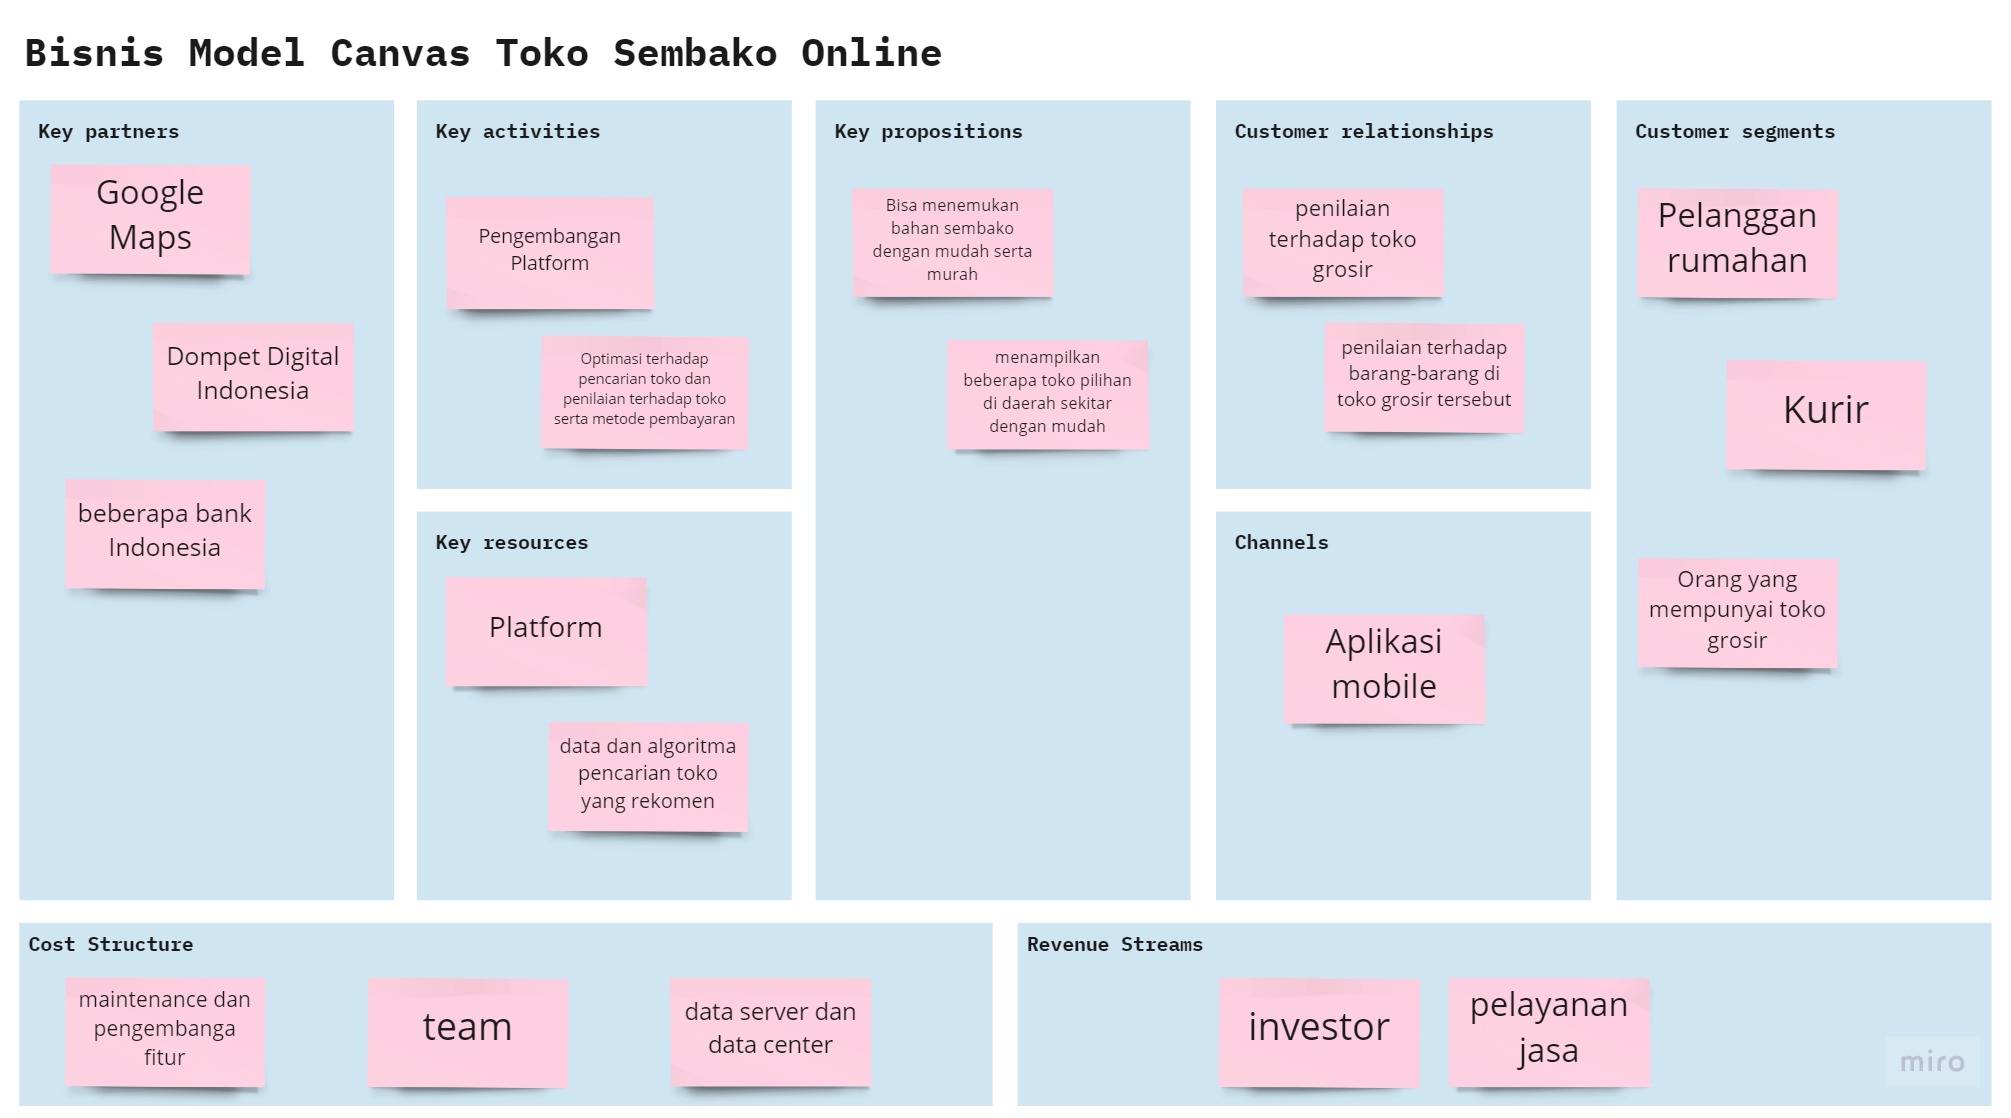 Bisnis Model Canvas Toko Sembako Online
Key partners
Google
Maps
Dompet Digital
Indonesia
beberapa bank
Indonesia
Key activities
Pengembangan
Platform
Optimasi terhadap
pencarian toko dan
penilaian terhadap toko
serta metode pembayaran
Key resources
Platform
data dan algoritma
pencarian toko
yang rekomen
Key propositions
Bisa menemukan
bahan sembako
dengan mudah serta
murah
menampilkan
beberapa toko pilihan
di daerah sekitar
dengan mudah
Customer relationships
penilaian
terhadap toko
grosir
penilaian terhadap
barang-barang di
toko grosir tersebut
Channels
Aplikasi
mobile
Customer segments
Pelanggan
rumahan
Kurir
Orang yang
mempunyai toko
grosir
Cost Structure
maintenance dan
pengembanga
fitur
team
data server dan
data center
Revenue Streams
investor
pelayanan
jasa
miro